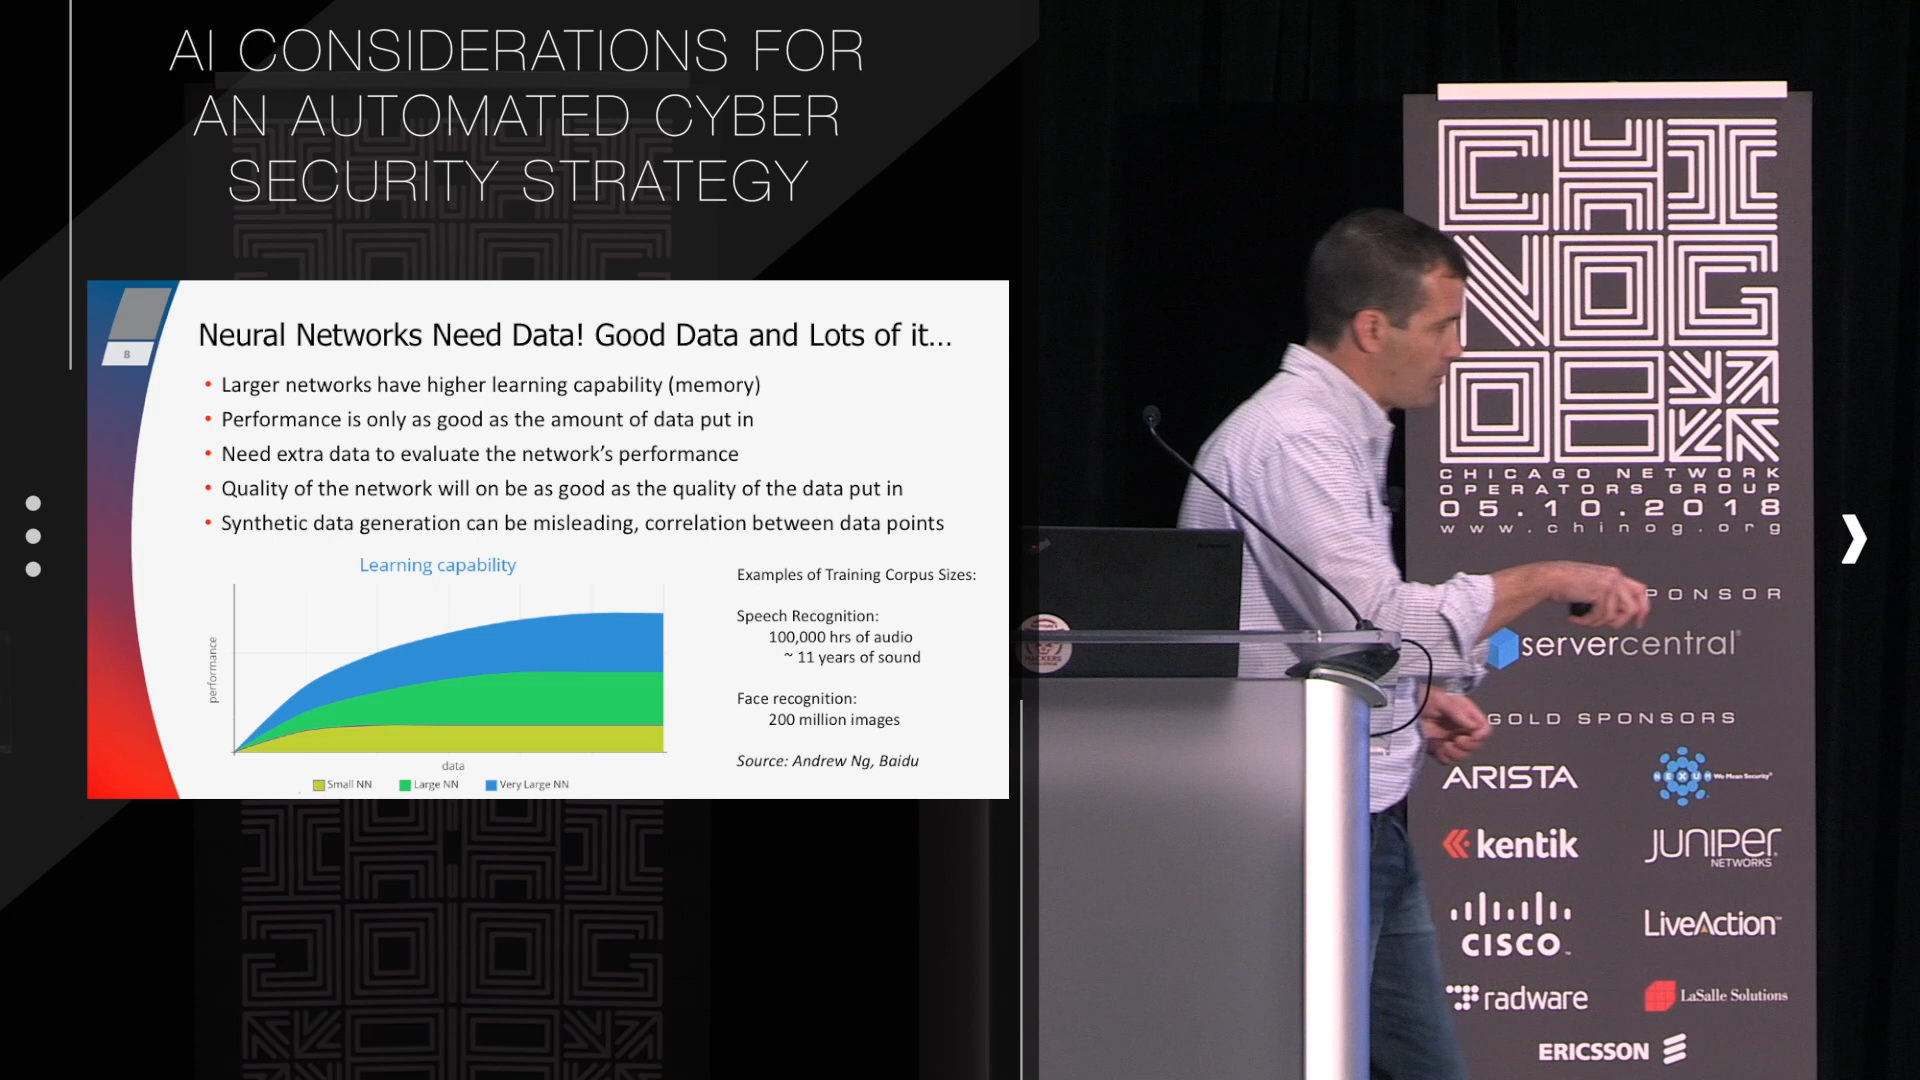 AI CONSIDERATIONS FOR
AN AUTOMATED CYBER
SECURITY STRATEGY
8
Neural Networks Need Data! Good Data and Lots of it...
• Larger networks have higher learning capability (memory)
• Performance is only as good as the amount of data put in
• Need extra data to evaluate the network's performance
• Quality of the network will on be as good as the quality of the data put in
• Synthetic data generation can be misleading, correlation between data points
Learning capability
performance
data
Small NN
Large NN
Very Large NN
Examples of Training Corpus Sizes:
Speech Recognition:
100,000 hrs of audio
~ 11 years of sound
Face recognition:
200 million images
Source: Andrew Ng, Baidu
CHI
NOG
08
CHICAGO NETWORK
OPERATORS GROUP
05.10.2018
www.chinog.org
PONSOR
servercentral®
GOLD SPONSORS
ARISTA
NEXUM We Mean Security®
kentik
JUNIPER
NETWORKS
CISCO
LiveAction
radware
LaSalle Solutions
ERICSSON